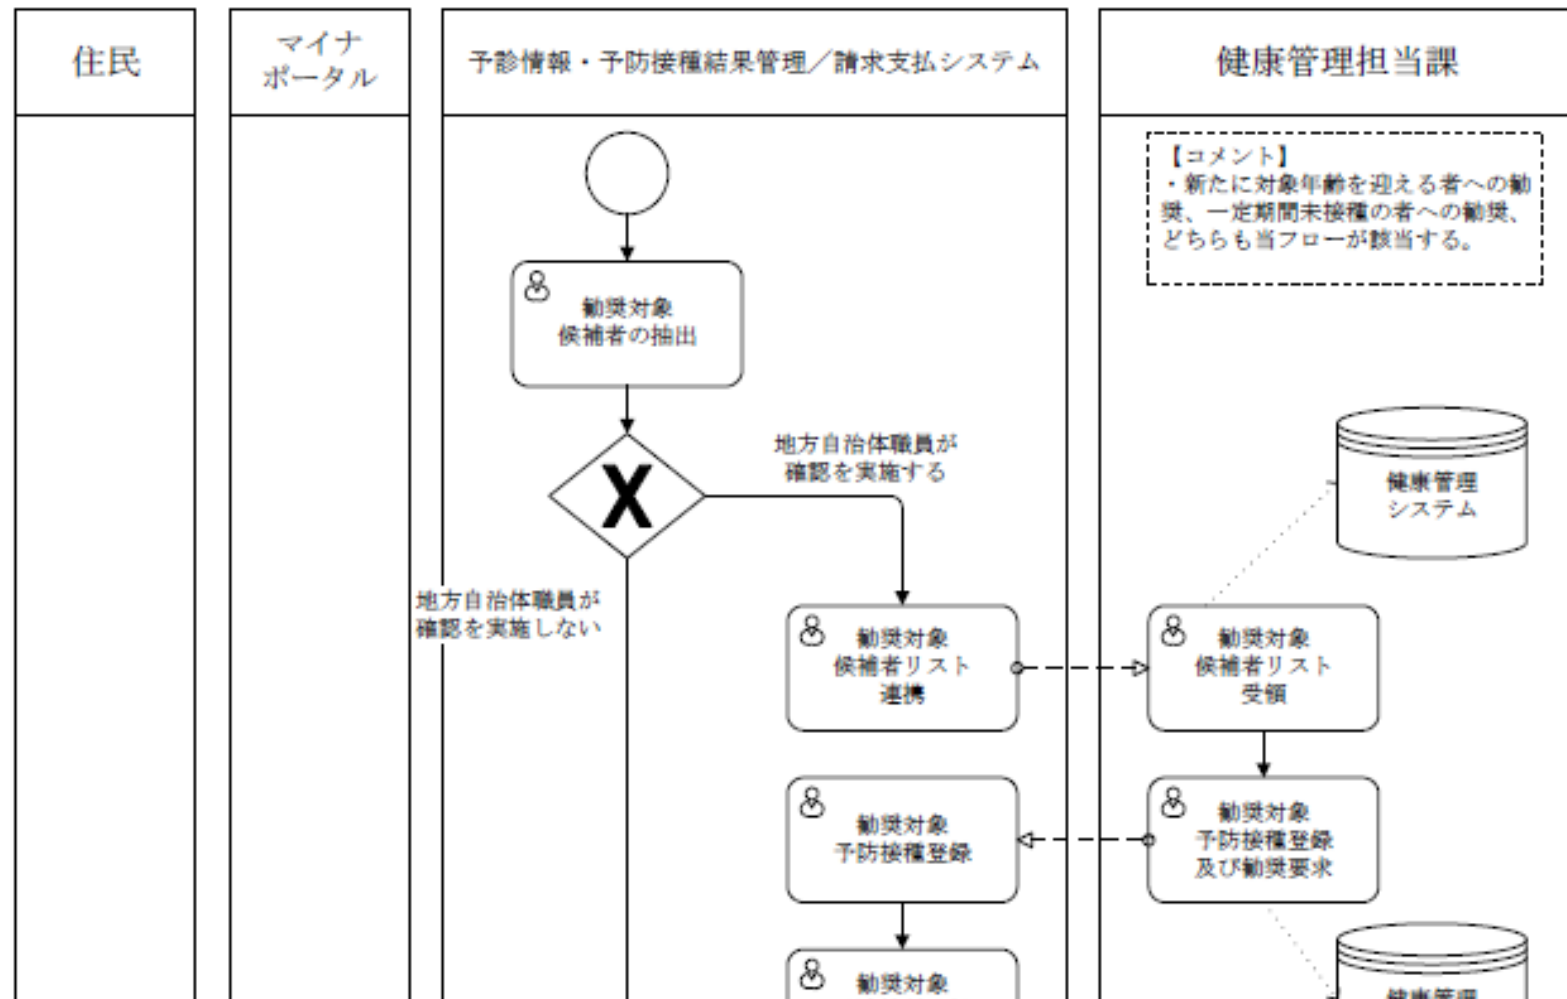 住民
マイナ
ポータル
予診情報・予防接種結果管理／請求支払システム
健康管理担当課
【コメント】
・新たに対象年齢を迎える者への勧
奨、一定期間未接種の者への勧奨、
どちらも当フローが該当する。
勧奨対象
候補者の抽出
X
地方自治体職員が
確認を実施する
健康管理
システム
地方自治体職員が
確認を実施しない
勧奨対象
候補者リスト
連携
勧奨対象
候補者リスト
受領
勧奨対象
予防接種登録
勧奨対象
予防接種登録
及び勧奨要求
勧奨対象
健康管理